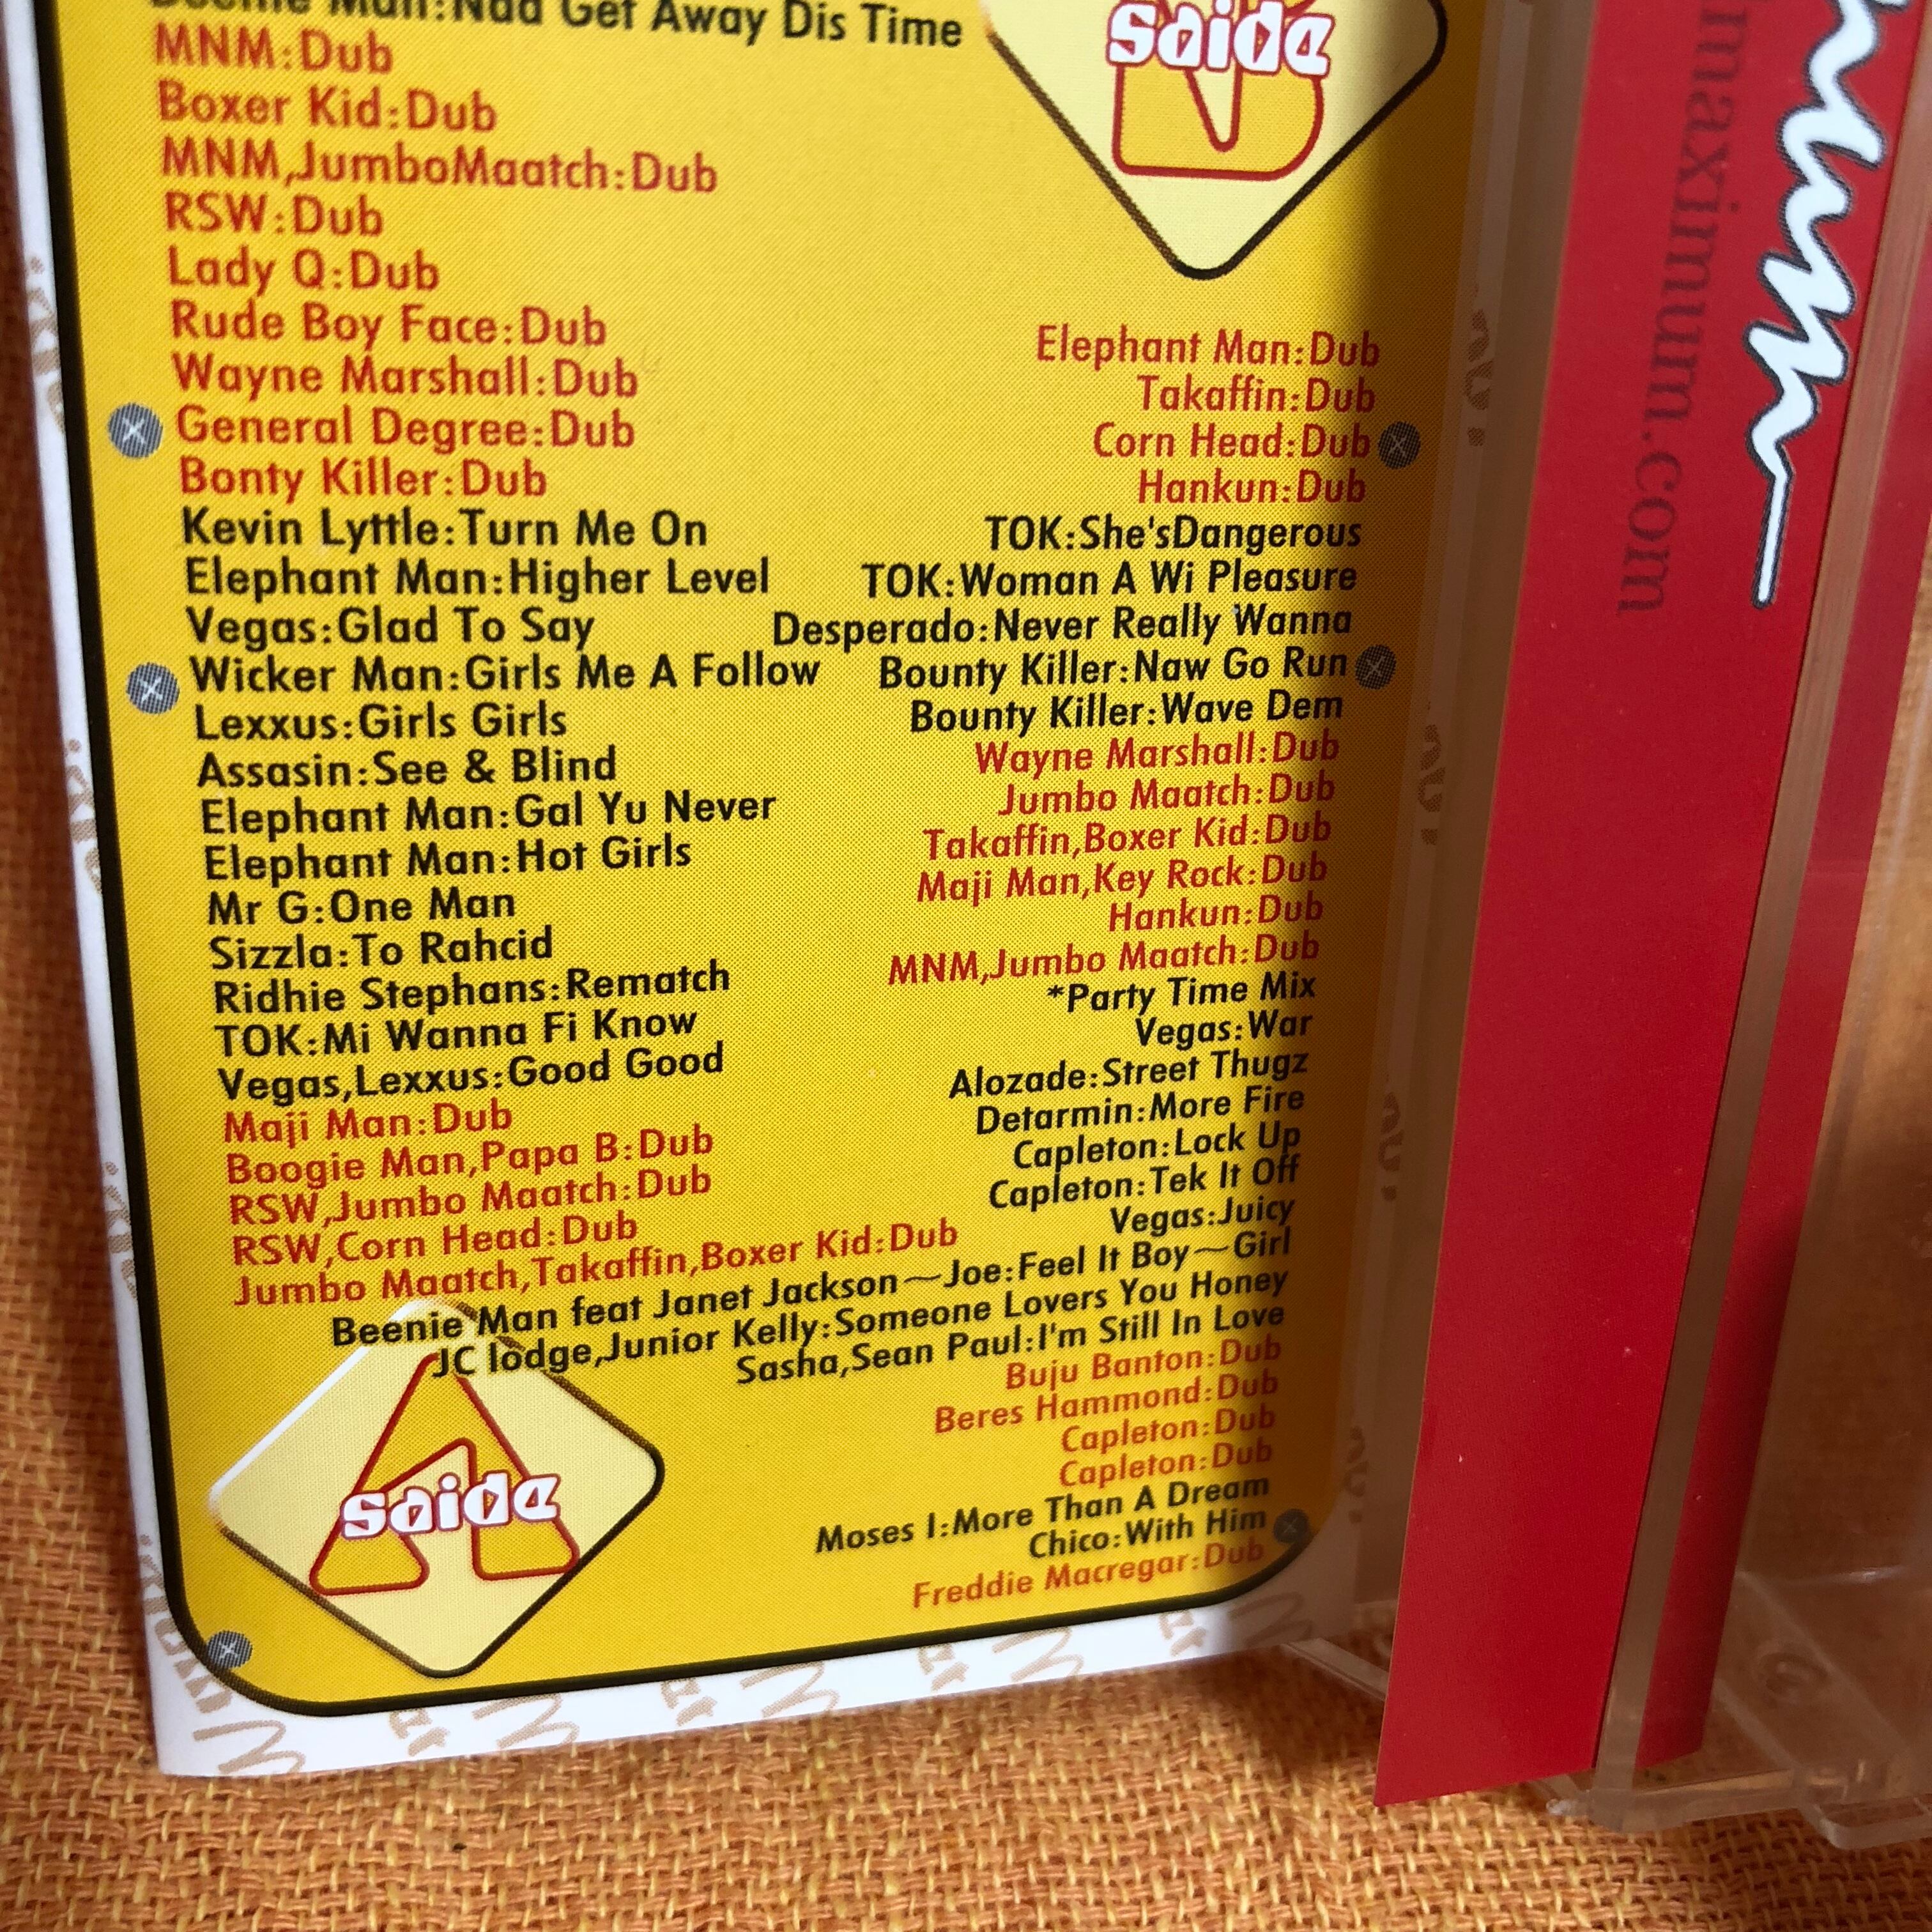 Beenie Man:Naa Get Away Dis Time
MNM:Dub
Boxer Kid:Dub
MNM,JumboMaatch:Dub
RSW:Dub
Lady Q:Dub
Rude Boy Face:Dub
Wayne Marshall:Dub
General Degree:Dub
Bonty Killer:Dub
Kevin Lyttle:Turn Me On
Elephant Man:Higher Level
Vegas:Glad To Say
Wicker Man:Girls Me A Follow
Lexxus:Girls Girls
Assasin:See & Blind
Elephant Man:Gal Yu Never
Elephant Man:Hot Girls
Mr G:One Man
Sizzla:To Rahcid
Ridhie Stephans:Rematch
TOK:Mi Wanna Fi Know
Vegas,Lexxus:Good Good
Maji Man:Dub
Boogie Man,Papa B:Dub
RSW,Jumbo Maatch:Dub
RSW,Corn Head:Dub
Jumbo Maatch,Takaffin,Boxer Kid:Dub
A
Saide
B
Saide
Elephant Man:Dub
Takaffin:Dub
Corn Head:Dub
Hankun:Dub
TOK:She'sDangerous
TOK:Woman A Wi Pleasure
Desperado:Never Really Wanna
Bounty Killer:Naw Go Run
Bounty Killer:Wave Dem
Wayne Marshall:Dub
Jumbo Maatch:Dub
Takaffin,Boxer Kid:Dub
Maji Man,Key Rock:Dub
Hankun:Dub
MNM,Jumbo Maatch:Dub
*Party Time Mix
Vegas:War
Alozade:Street Thugz
Detarmin:More Fire
Capleton:Lock Up
Capleton:Tek It Off
Vegas:Juicy
Beenie Man feat Janet Jackson〜Joe:Feel It Boy〜Girl
JC lodge,Junior Kelly:Someone Lovers You Honey
Sasha,Sean Paul:I'm Still In Love
Buju Banton:Dub
Beres Hammond:Dub
Capleton:Dub
Capleton:Dub
Moses I:More Than A Dream
Chico:With Him
Freddie Macregar:Dub
maximum.com